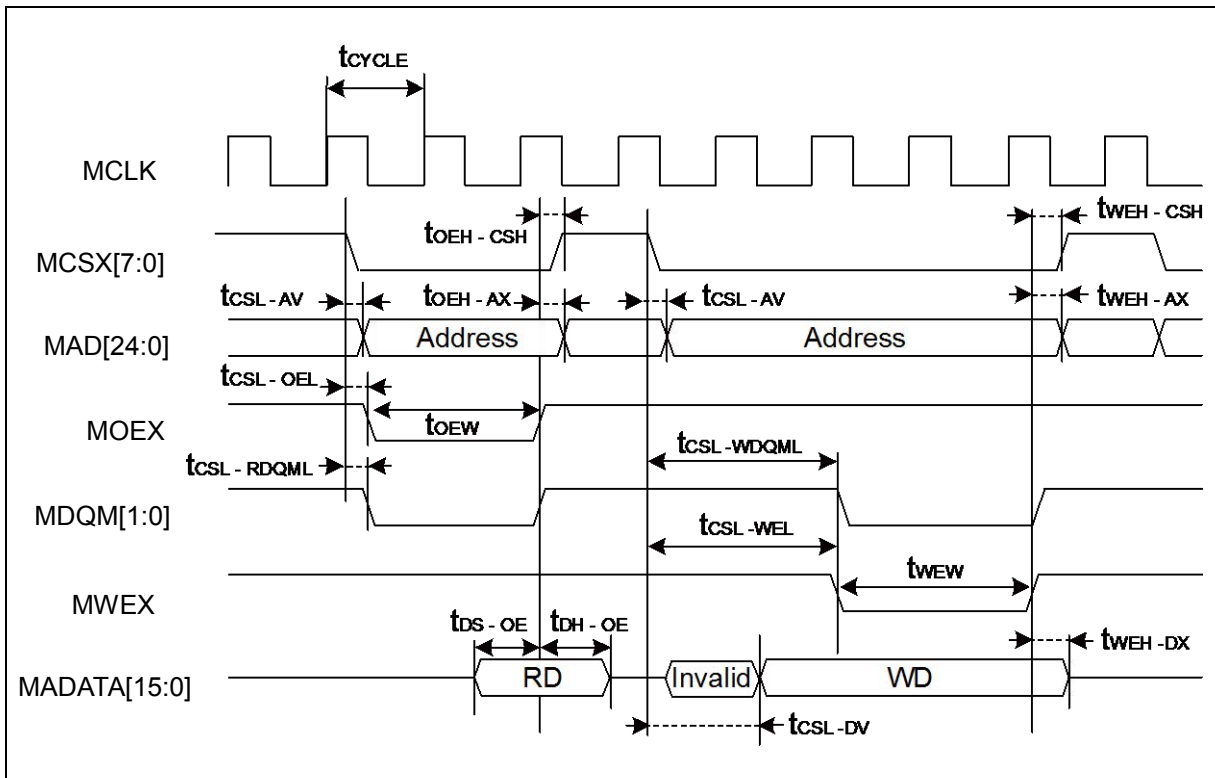 tCYCLE
MCLK
tOEH - CSH
tWEH - CSH
MCSX[7:0]
tCSL - AV
tOEH - AX
tCSL - AV
tWEH - AX
MAD[24:0]
Address
Address
tCSL - OEL
MOEX
tOEW
tCSL -WDQML
tCSL - RDQML
MDQM[1:0]
tCSL -WEL
tWEW
MWEX
tDS - OE
tDH - OE
tWEH -DX
MADATA[15:0]
RD
Invalid
WD
tCSL -DV